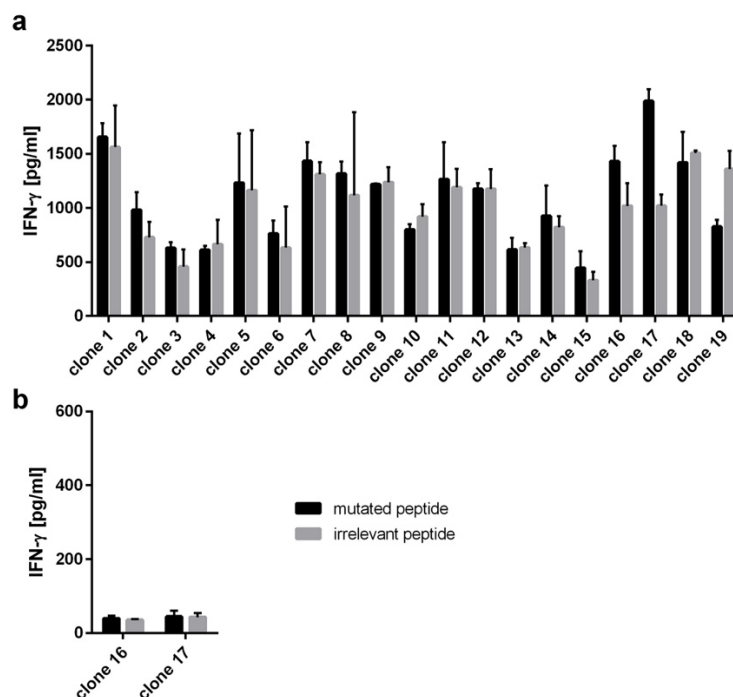 a
IFN-γ [pg/ml]
2500
2000
1500
1000
500
0
clone 1
clone 2
clone 3
clone 4
clone 5
clone 6
clone 7
clone 8
clone 9
clone 10
clone 11
clone 12
clone 13
clone 14
clone 15
clone 16
clone 17
clone 18
clone 19
b
IFN-γ [pg/ml]
600
400
200
0
clone 16
clone 17
mutated peptide
irrelevant peptide